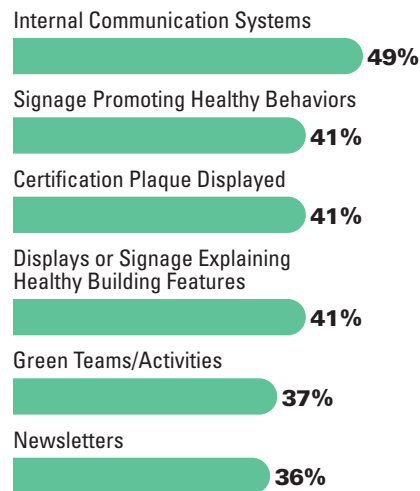 Internal Communication Systems
49%
Signage Promoting Healthy Behaviors
41%
Certification Plaque Displayed
41%
Displays or Signage Explaining
Healthy Building Features
41%
Green Teams/Activities
37%
Newsletters
36%